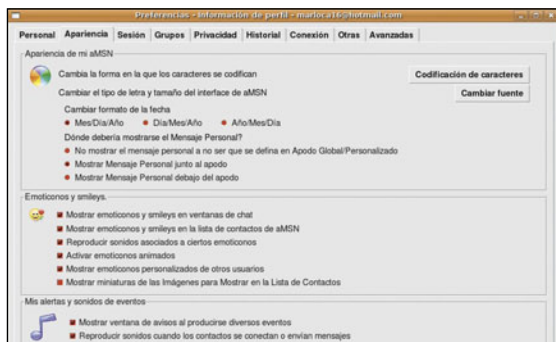 Preferencias - Información de perfil - marloca16@hotmail.com
Personal Apariencia Sesión Grupos Privacidad Historial Conexión Otras Avanzadas
Apariencia de mi aMSN
Cambia la forma en la que los caracteres se codifican Codificación de caracteres
Cambiar el tipo de letra y tamaño del interface de aMSN Cambiar fuente
Cambiar formato de la fecha
Mes/Día/Año Día/Mes/Año Año/Mes/Día
Dónde debería mostrarse el Mensaje Personal?
No mostrar el mensaje personal a no ser que se defina en Apodo Global/Personalizado
Mostrar Mensaje Personal junto al apodo
Mostrar Mensaje Personal debajo del apodo
Emoticonos y smileys.
Mostrar emoticonos y smileys en ventanas de chat
Mostrar emoticonos y smileys en la lista de contactos de aMSN
Reproducir sonidos asociados a ciertos emoticonos
Activar emoticonos animados
Mostrar emoticonos personalizados de otros usuarios
Mostrar miniaturas de las Imágenes para Mostrar en la Lista de Contactos
Mis alertas y sonidos de eventos
Mostrar ventana de avisos al producirse diversos eventos
Reproducir sonidos cuando los contactos se conectan o envian mensajes